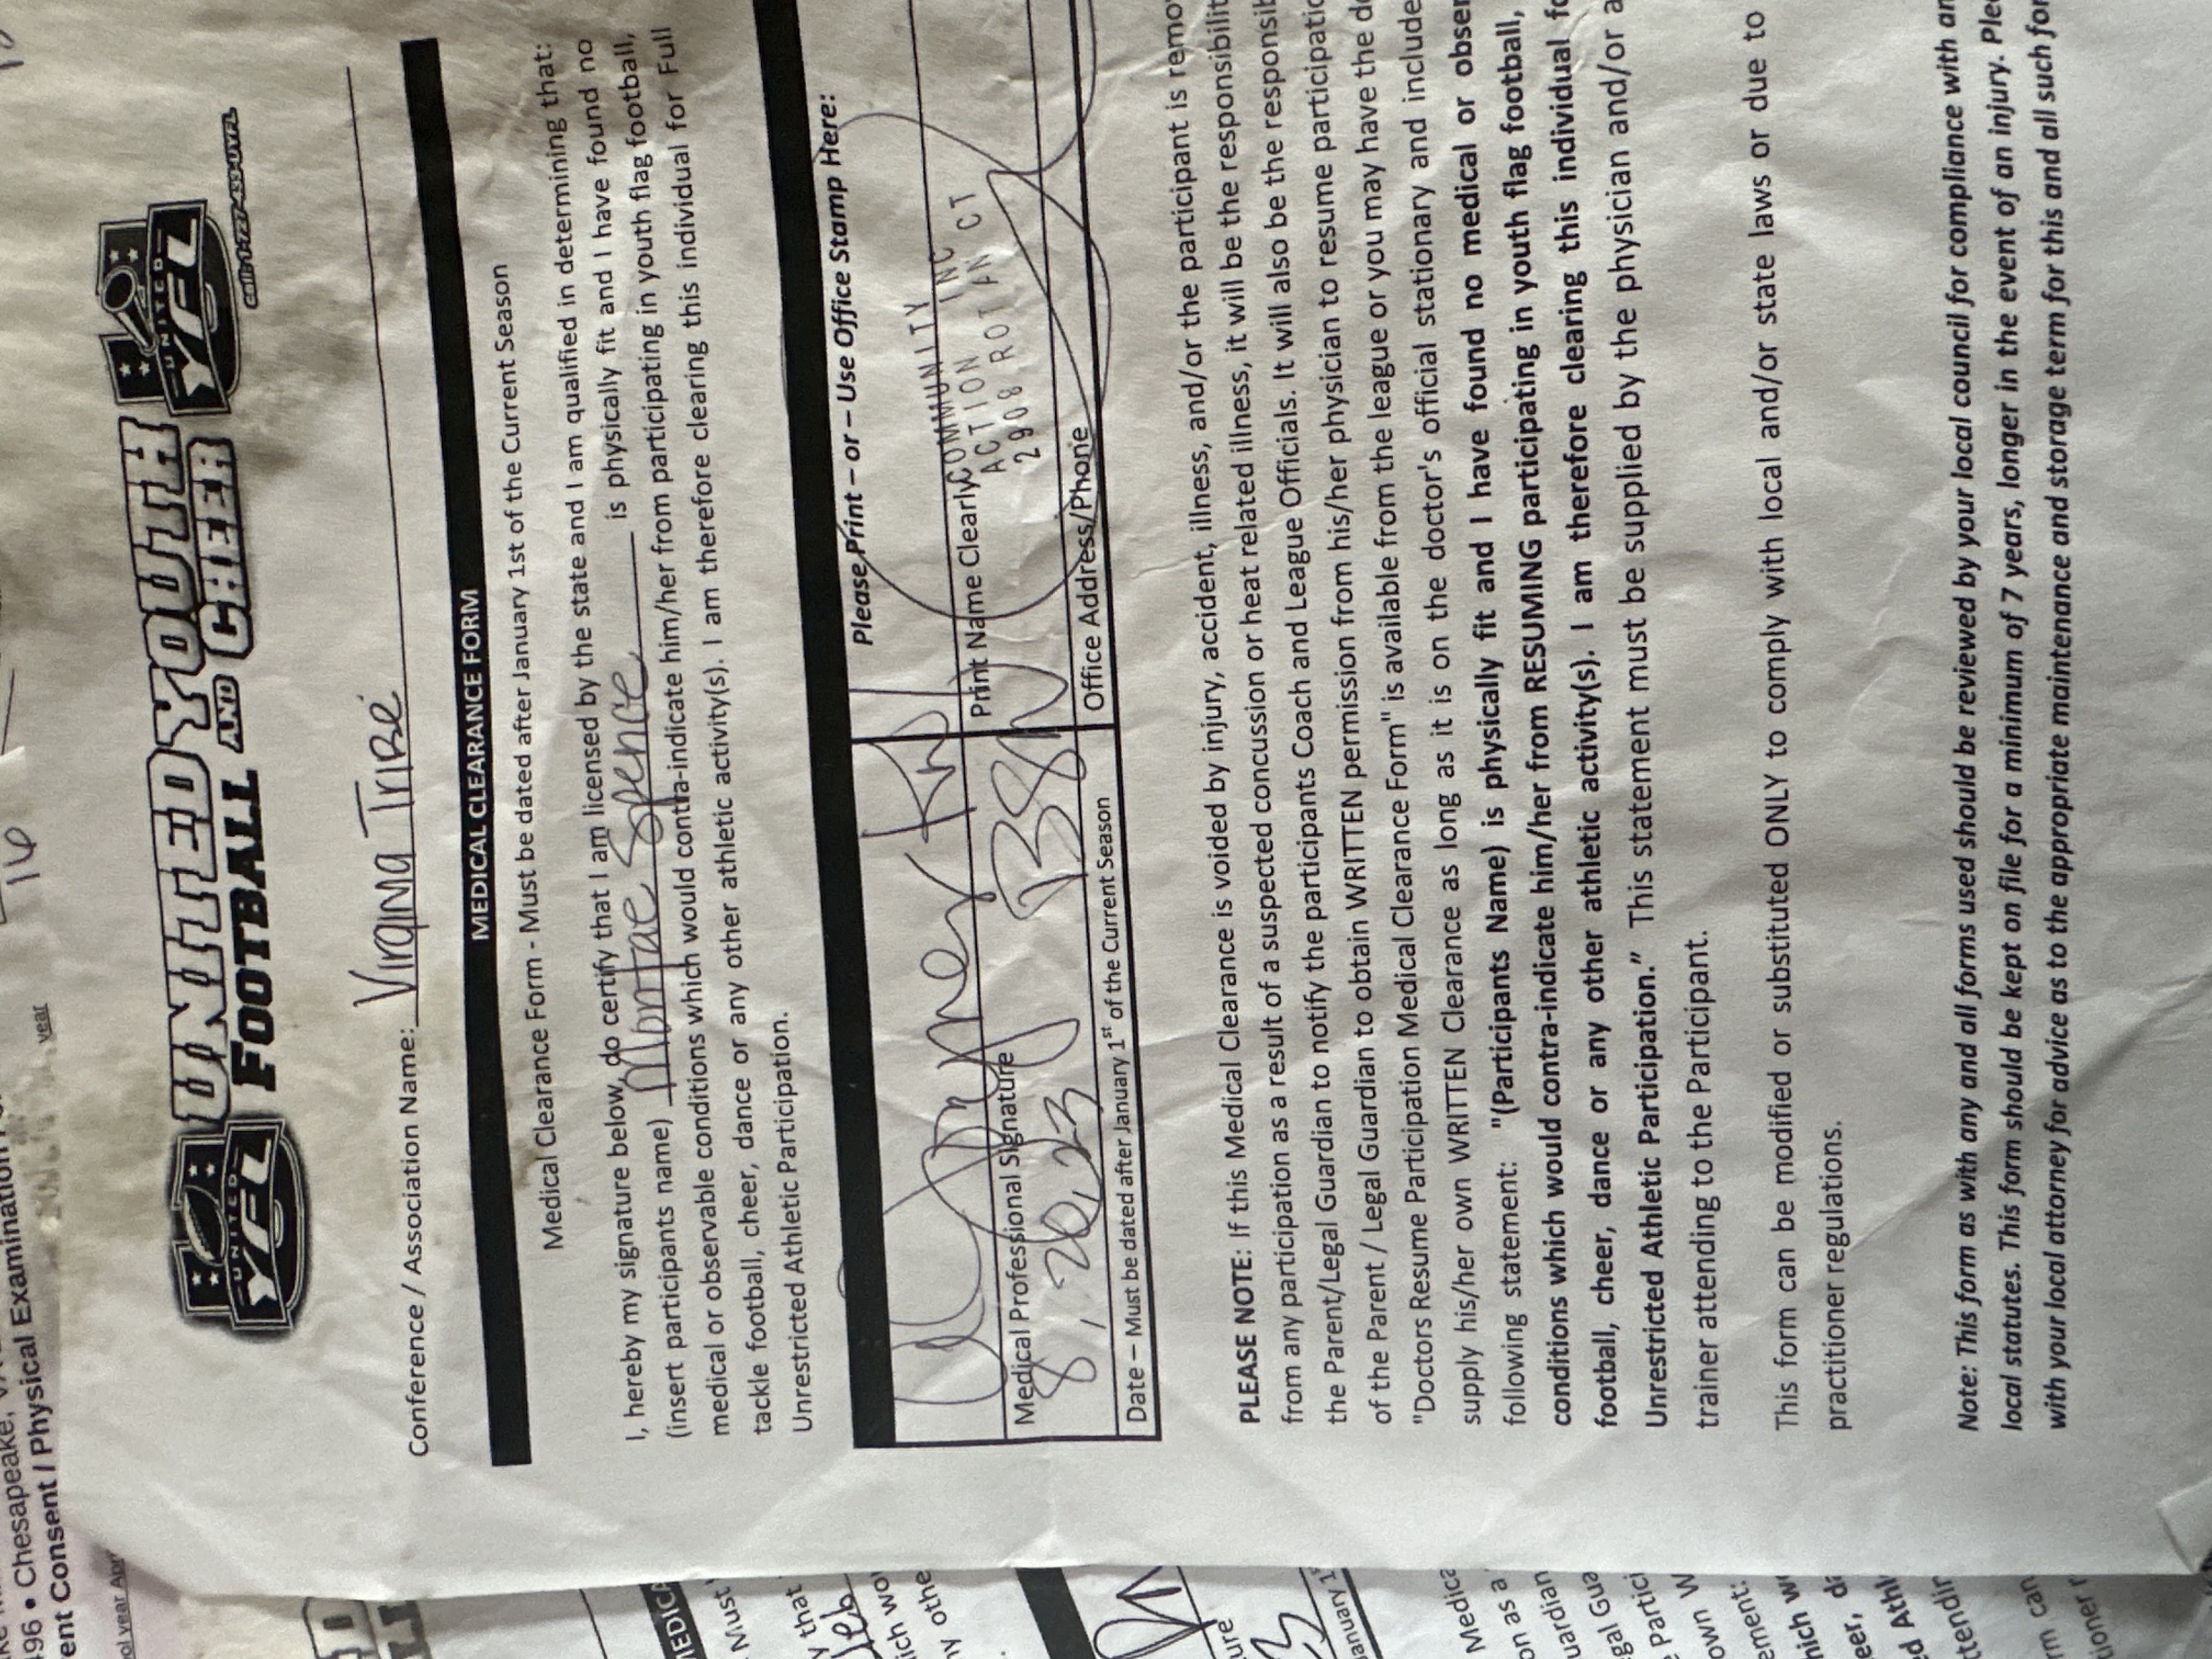 UNITED YOUTH
FOOTBALL AND CHEER
UNITED
YFL
UNITED
YFL
call: I-727-459-UYFL
Conference / Association Name: Virginia Tribe
MEDICAL CLEARANCE FORM
Medical Clearance Form - Must be dated after January 1st of the Current Season
I, hereby my signature below, do certify that I am licensed by the state and I am qualified in determining that:
(insert participants name) Montae Spence is physically fit and I have found no
medical or observable conditions which would contra-indicate him/her from participating in youth flag football,
tackle football, cheer, dance or any other athletic activity(s). I am therefore clearing this individual for Full
Unrestricted Athletic Participation.
Please Print – or – Use Office Stamp Here:
Medical Professional Signature
Print Name Clearly
COMMUNITY
ACTION INC
2908 ROTAN CT
8, 26, 23
Date – Must be dated after January 1st of the Current Season
Office Address/Phone
PLEASE NOTE: If this Medical Clearance is voided by injury, accident, illness, and/or the participant is remo
from any participation as a result of a suspected concussion or heat related illness, it will be the responsibilit
the Parent/Legal Guardian to notify the participants Coach and League Officials. It will also be the responsib
of the Parent / Legal Guardian to obtain WRITTEN permission from his/her physician to resume participatio
"Doctors Resume Participation Medical Clearance Form" is available from the league or you may have the do
supply his/her own WRITTEN Clearance as long as it is on the doctor's official stationary and include
following statement: "(Participants Name) is physically fit and I have found no medical or obser
conditions which would contra-indicate him/her from RESUMING participating in youth flag football,
football, cheer, dance or any other athletic activity(s). I am therefore clearing this individual fo
Unrestricted Athletic Participation." This statement must be supplied by the physician and/or a
trainer attending to the Participant.
This form can be modified or substituted ONLY to comply with local and/or state laws or due to
practitioner regulations.
Note: This form as with any and all forms used should be reviewed by your local council for compliance with an
local statutes. This form should be kept on file for a minimum of 7 years, longer in the event of an injury. Plea
with your local attorney for advice as to the appropriate maintenance and storage term for this and all such for
16
96 • Chesapeake,
ent Consent / Physical Examination
year